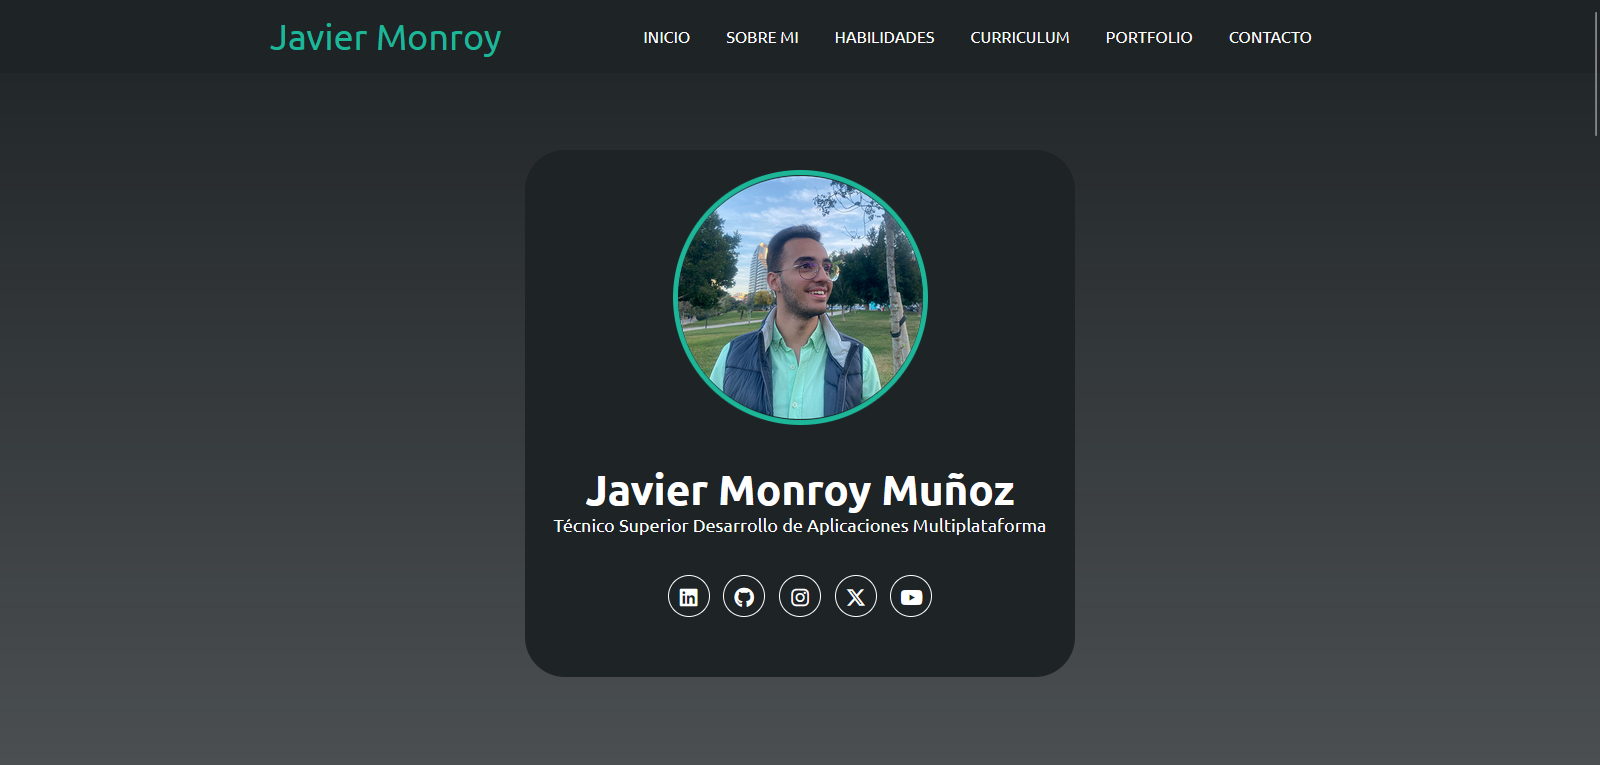 Javier Monroy
INICIO SOBRE MI HABILIDADES CURRICULUM PORTFOLIO CONTACTO
Javier Monroy Muñoz
Técnico Superior Desarrollo de Aplicaciones Multiplataforma